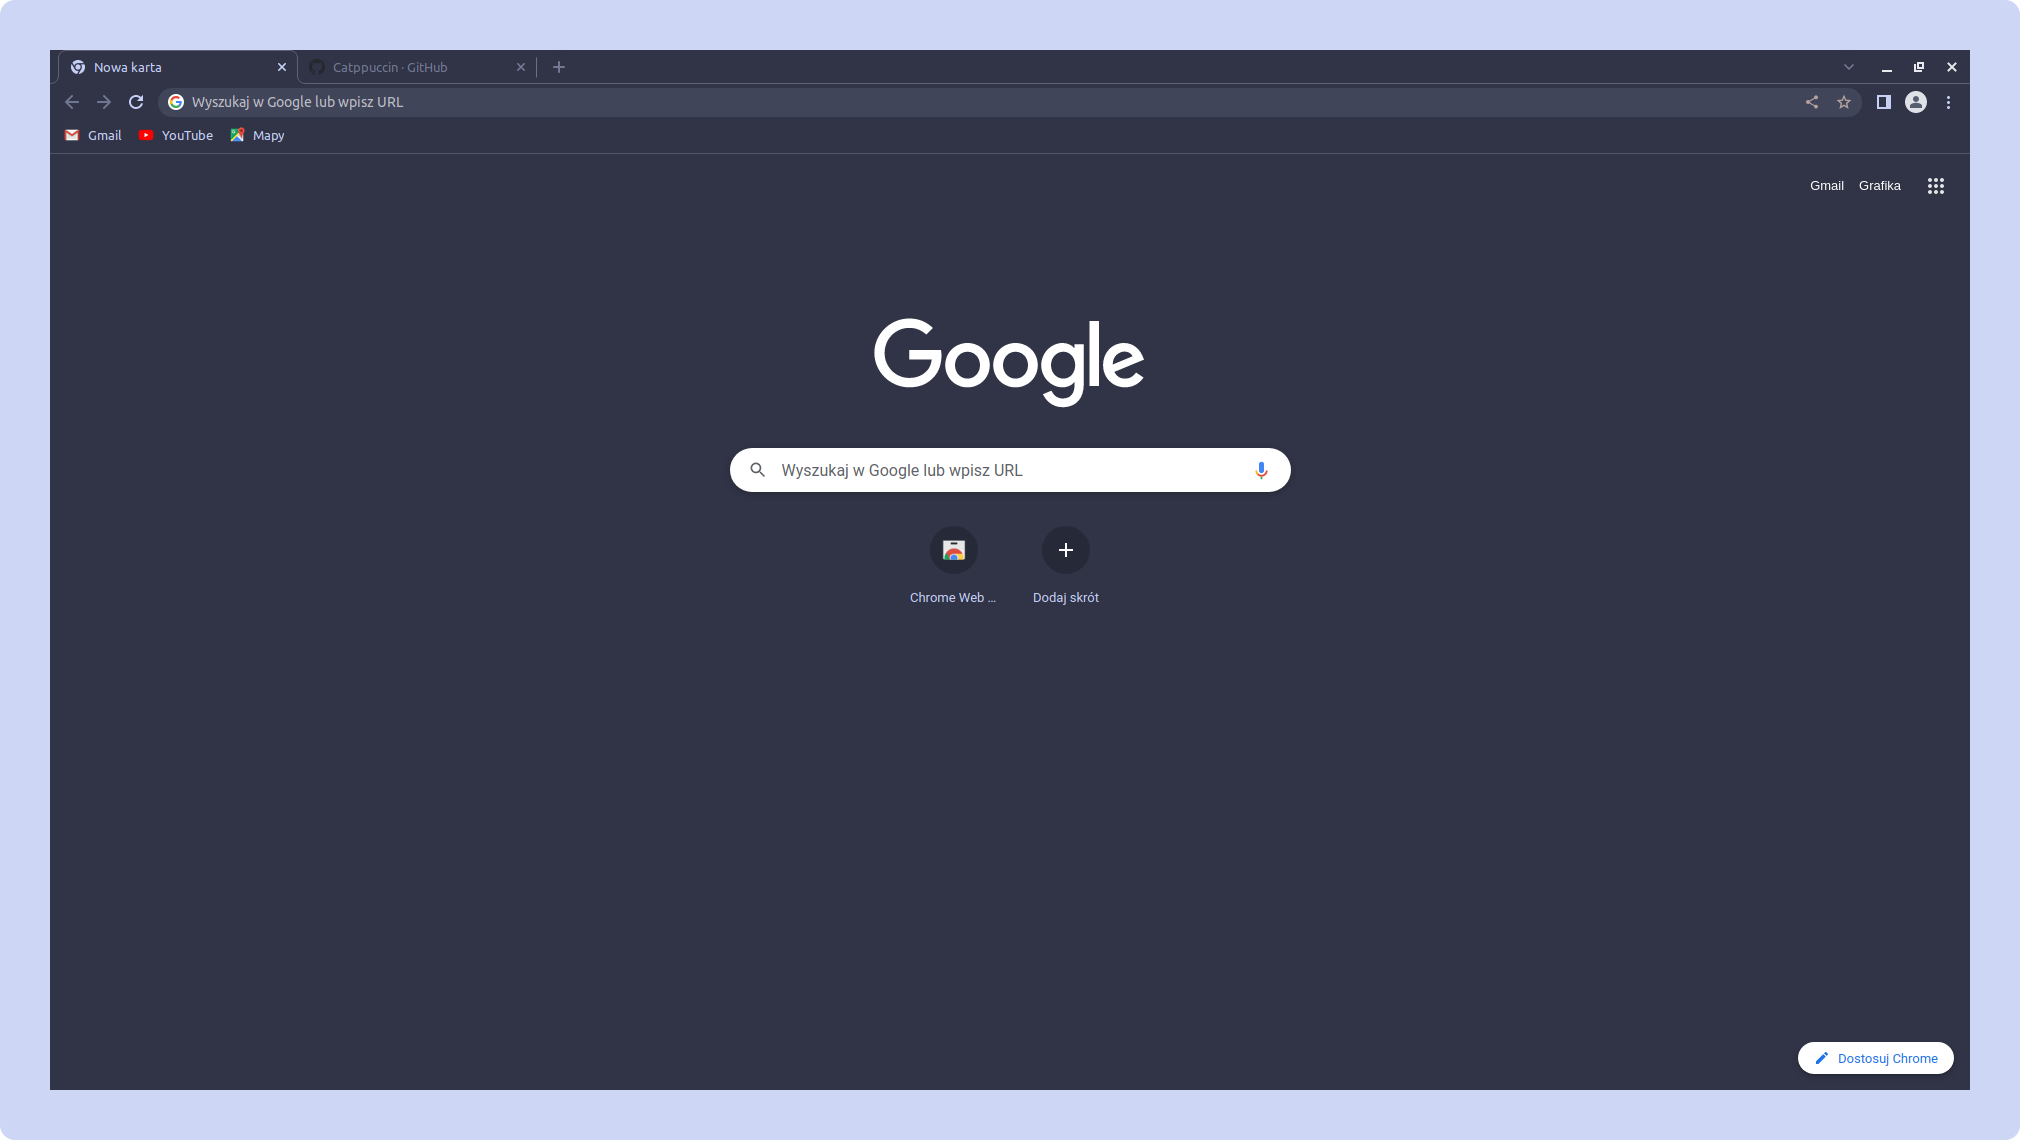 Nowa karta
Catppuccin · GitHub
Wyszukaj w Google lub wpisz URL
Gmail YouTube Mapy
Gmail Grafika
Google
Wyszukaj w Google lub wpisz URL
Chrome Web ... Dodaj skrót
Dostosuj Chrome